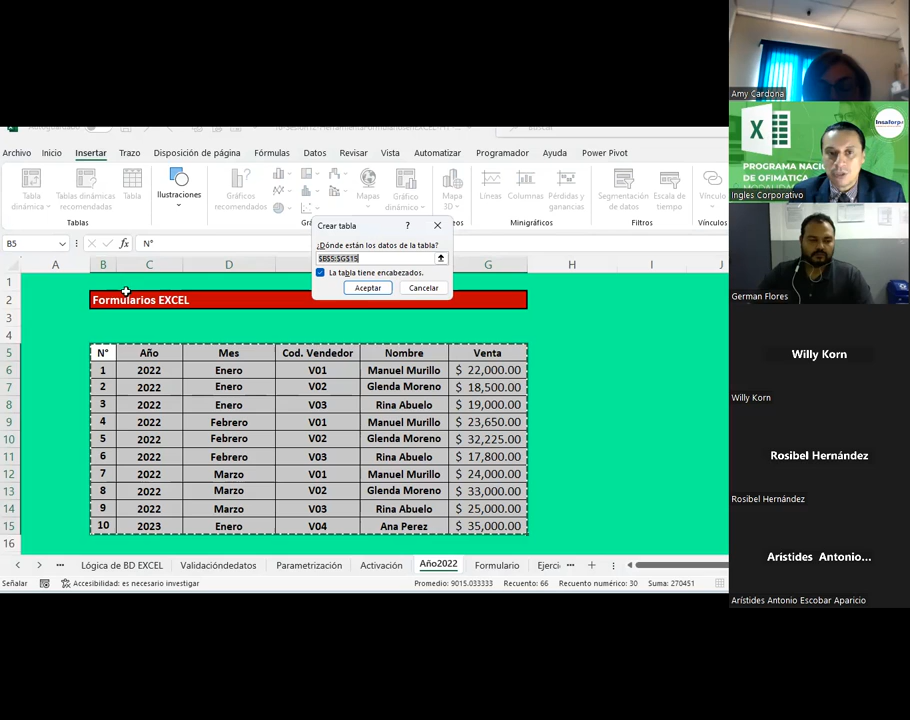 Archivo Inicio Insertar Trazo Disposición de página Fórmulas Datos Revisar Vista Automatizar Programador Ayuda Power Pivot
Tabla dinámica
Tablas dinámicas recomendadas
Tabla
Ilustraciones
Gráficos recomendados
Gráfico dinámico
Mapa 3D
Líneas
Columnas
Segmentación de datos
Escala de tiempo
Vínculo
Tablas
Minigráficos
Filtros
Vínculos
B5
fx
N°
Crear tabla
?
¿Dónde están los datos de la tabla?
$B$5:$G$15
La tabla tiene encabezados.
Aceptar
Cancelar
A B C D G H I J
1
2 Formularios EXCEL
3
4
5 N° Año Mes Cod. Vendedor Nombre Venta
6 1 2022 Enero V01 Manuel Murillo $ 22,000.00
7 2 2022 Enero V02 Glenda Moreno $ 18,500.00
8 3 2022 Enero V03 Rina Abuelo $ 19,000.00
9 4 2022 Febrero V01 Manuel Murillo $ 23,650.00
10 5 2022 Febrero V02 Glenda Moreno $ 32,225.00
11 6 2022 Febrero V03 Rina Abuelo $ 17,800.00
12 7 2022 Marzo V01 Manuel Murillo $ 24,000.00
13 8 2022 Marzo V02 Glenda Moreno $ 33,000.00
14 9 2022 Marzo V03 Rina Abuelo $ 25,000.00
15 10 2023 Enero V04 Ana Perez $ 35,000.00
16
Lógica de BD EXCEL Validacióndedatos Parametrización Activación Año2022 Formulario Ejerci
Señalar
Accesibilidad: es necesario investigar
Promedio: 9015.033333 Recuento: 66 Recuento numérico: 30 Suma: 270451
Amy Cardona
X
Insaforp
PROGRAMA NACI
DE OFIMÁTICA
Ingles Corporativo
German Flores
Willy Korn
Willy Korn
Rosibel Hernández
Rosibel Hernández
Aristides Antonio...
Arístides Antonio Escobar Aparicio